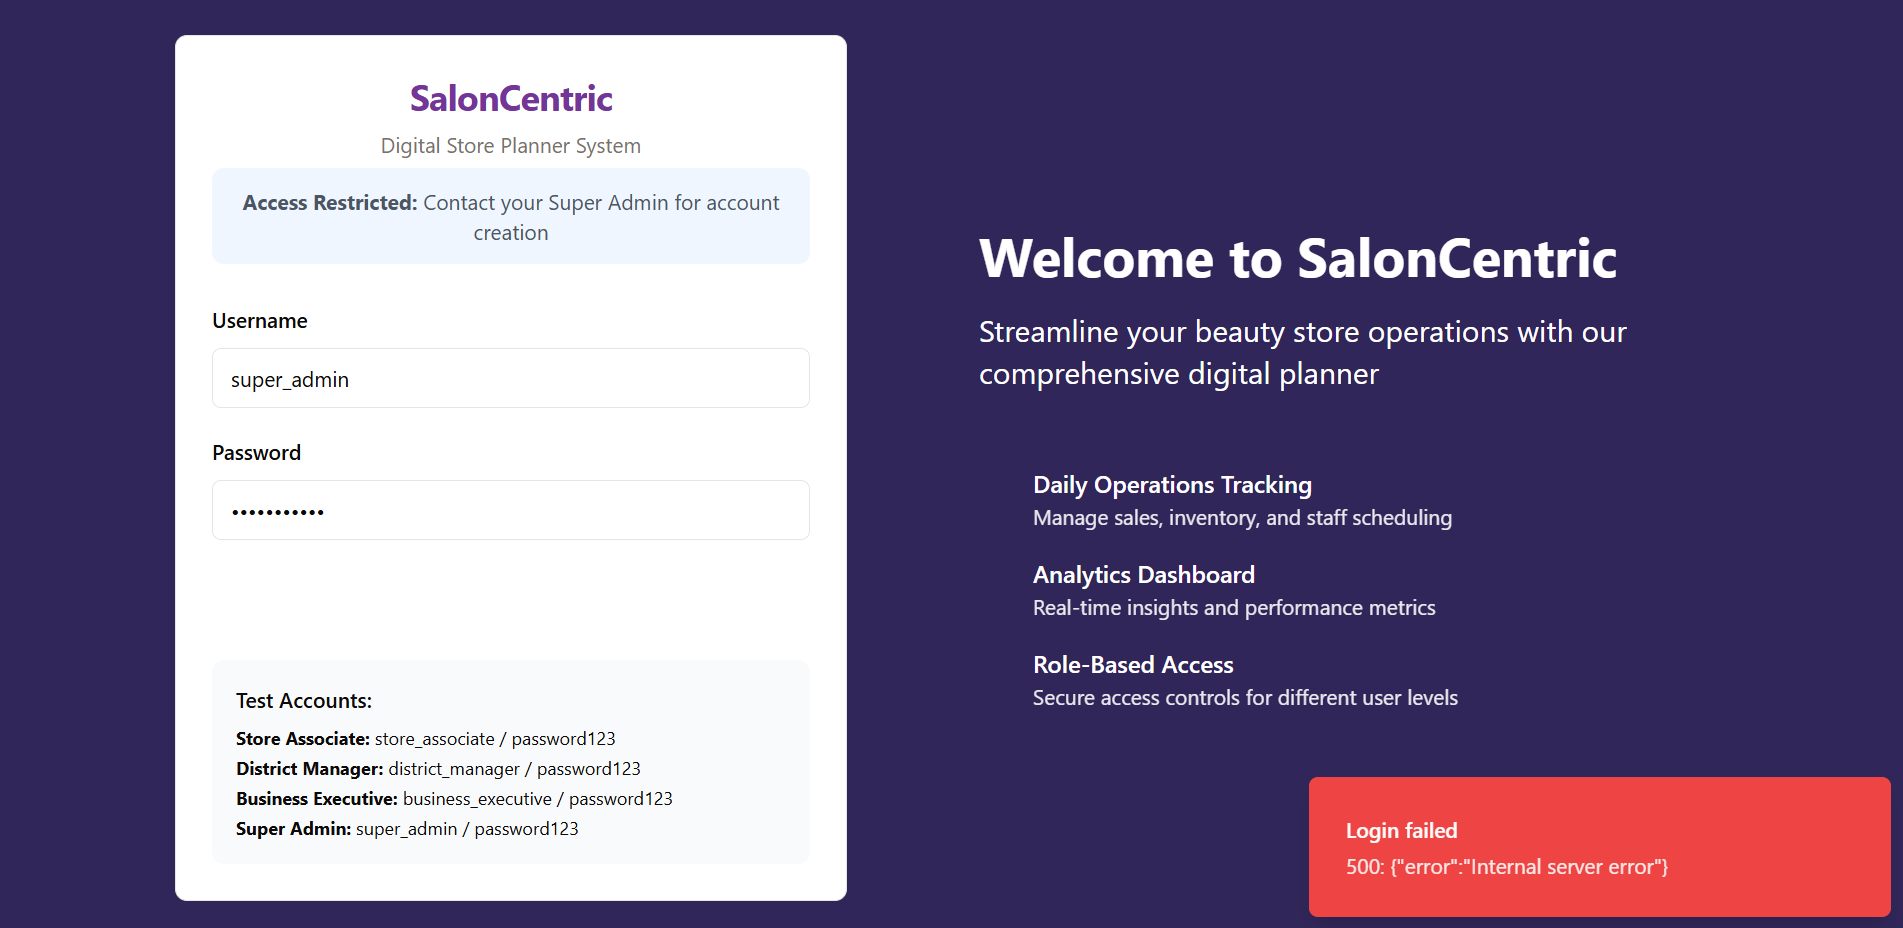 SalonCentric
Digital Store Planner System
Access Restricted: Contact your Super Admin for account
creation
Username
super_admin
Password
•••••••••••
Test Accounts:
Store Associate: store_associate / password123
District Manager: district_manager / password123
Business Executive: business_executive / password123
Super Admin: super_admin / password123
Welcome to SalonCentric
Streamline your beauty store operations with our
comprehensive digital planner
Daily Operations Tracking
Manage sales, inventory, and staff scheduling
Analytics Dashboard
Real-time insights and performance metrics
Role-Based Access
Secure access controls for different user levels
Login failed
500: {"error":"Internal server error"}